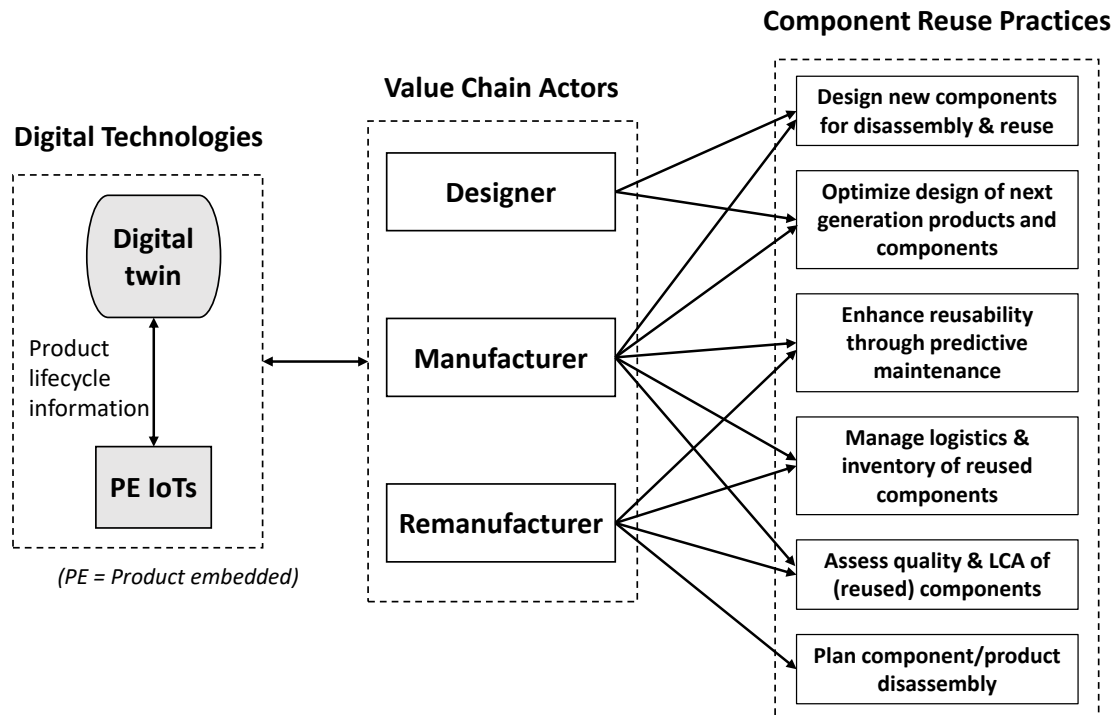 Digital Technologies
Digital
twin
Product
lifecycle
information
PE IoTs
(PE = Product embedded)
Value Chain Actors
Designer
Manufacturer
Remanufacturer
Component Reuse Practices
Design new components
for disassembly & reuse
Optimize design of next
generation products and
components
Enhance reusability
through predictive
maintenance
Manage logistics &
inventory of reused
components
Assess quality & LCA of
(reused) components
Plan component/product
disassembly